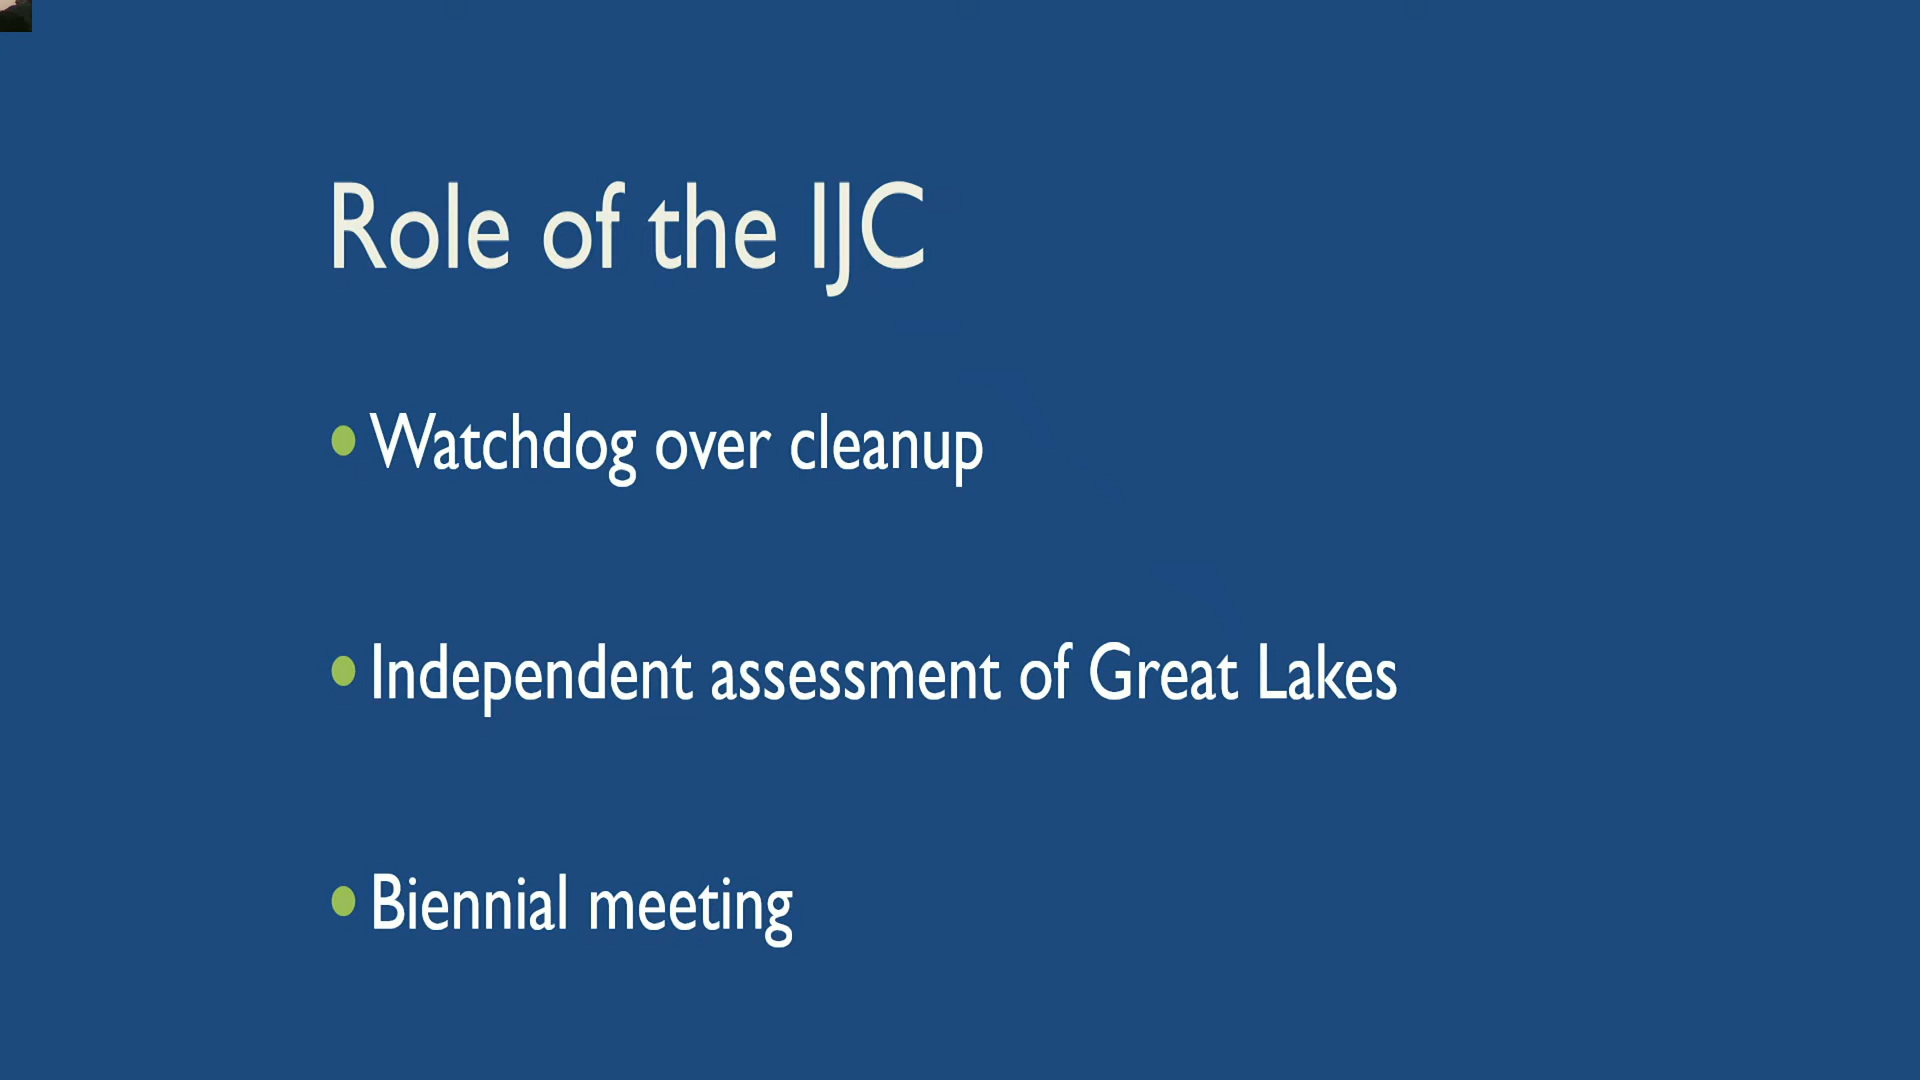 Role of the IJC
• Watchdog over cleanup
• Independent assessment of Great Lakes
• Biennial meeting